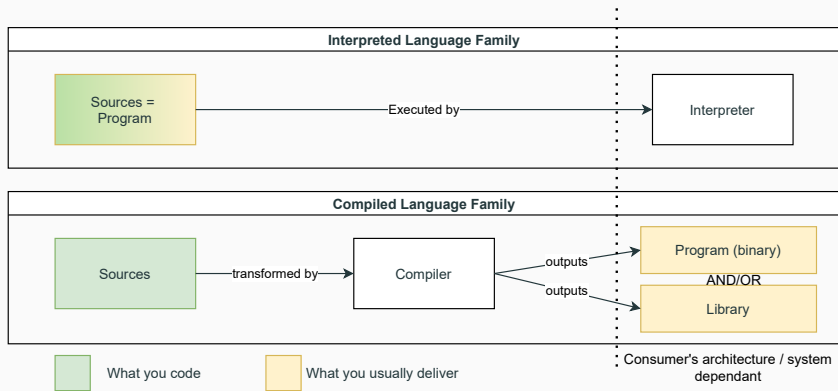 Interpreted Language Family
Sources =
Program
Executed by
Interpreter
Compiled Language Family
Sources
transformed by
Compiler
outputs
outputs
Program (binary)
AND/OR
Library
What you code
What you usually deliver
Consumer's architecture / system
dependant